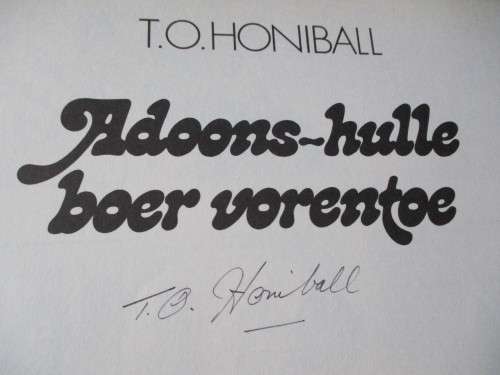 T.O.HONIBALL
Adoons-hulle
boer vorentoe
T.O. Honiball